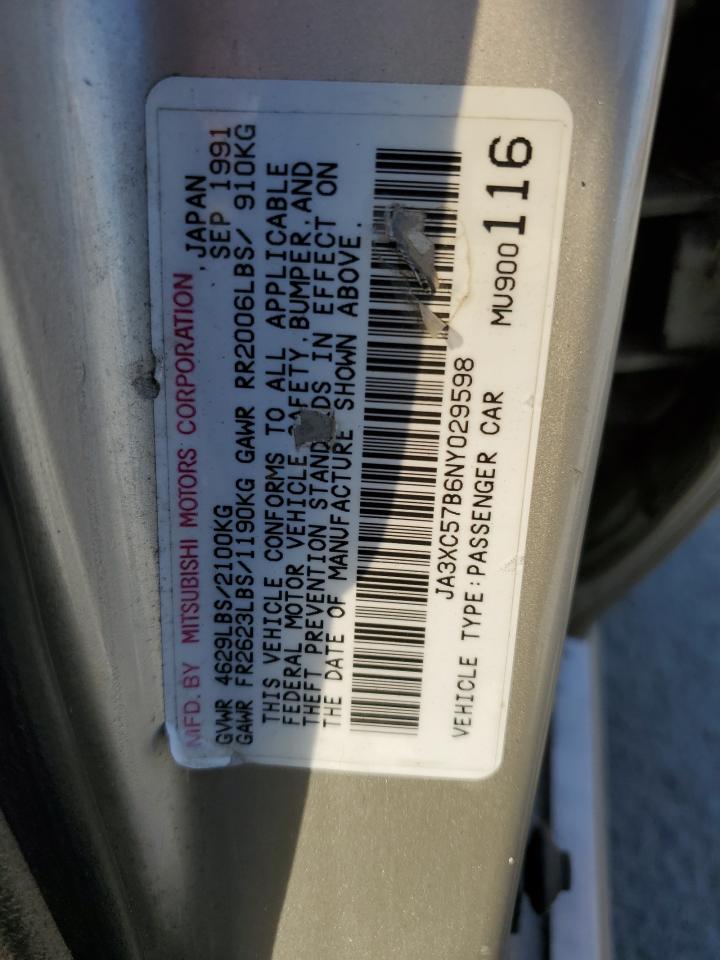 MFD. BY MITSUBISHI MOTORS CORPORATION, JAPAN
SEP 1991
GVWR 4629LBS/2100KG
GAWR FR2623LBS/1190KG GAWR RR2006LBS/ 910KG
THIS VEHICLE CONFORMS TO ALL APPLICABLE
FEDERAL MOTOR VEHICLE SAFETY, BUMPER, AND
THEFT PREVENTION STANDARDS IN EFFECT ON
THE DATE OF MANUFACTURE SHOWN ABOVE.
JA3XC57B6NY029598
VEHICLE TYPE:PASSENGER CAR MU900116